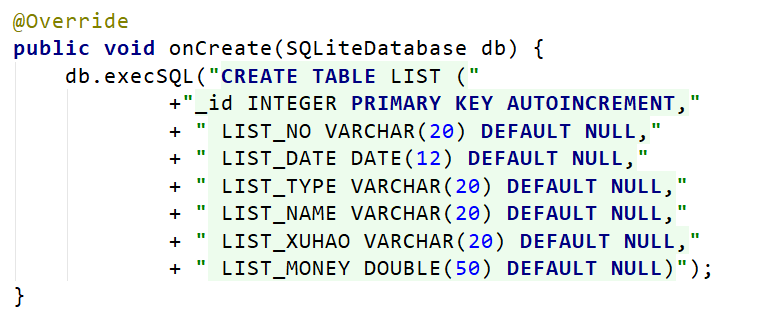 @Override
public void onCreate(SQLiteDatabase db) {
    db.execSQL("CREATE TABLE LIST ("
            +"_id INTEGER PRIMARY KEY AUTOINCREMENT,"
            + " LIST_NO VARCHAR(20) DEFAULT NULL,"
            + " LIST_DATE DATE(12) DEFAULT NULL,"
            + " LIST_TYPE VARCHAR(20) DEFAULT NULL,"
            + " LIST_NAME VARCHAR(20) DEFAULT NULL,"
            + " LIST_XUHAO VARCHAR(20) DEFAULT NULL,"
            + " LIST_MONEY DOUBLE(50) DEFAULT NULL)");
}